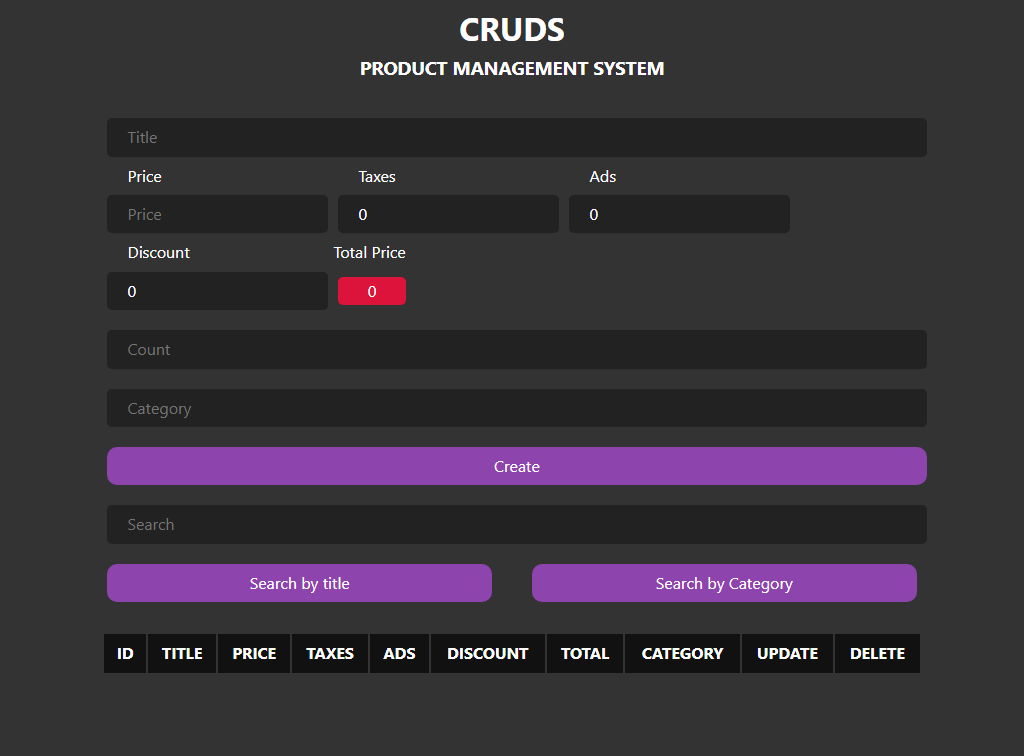 CRUDS
PRODUCT MANAGEMENT SYSTEM
Title
Price Taxes Ads
Price 0 0
Discount Total Price
0 0
Count
Category
Create
Search
Search by title Search by Category
ID TITLE PRICE TAXES ADS DISCOUNT TOTAL CATEGORY UPDATE DELETE